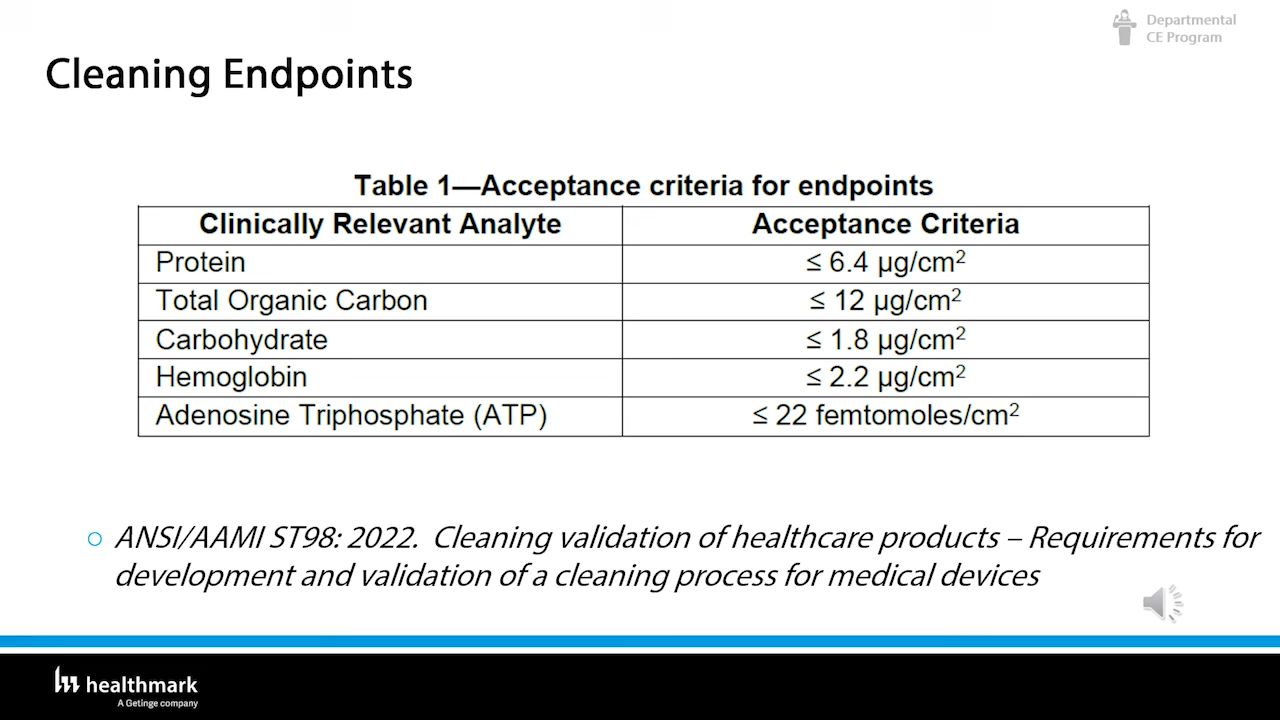 Departmental
CE Program
Cleaning Endpoints
Table 1—Acceptance criteria for endpoints
Clinically Relevant Analyte Acceptance Criteria
Protein ≤ 6.4 µg/cm²
Total Organic Carbon ≤ 12 µg/cm²
Carbohydrate ≤ 1.8 µg/cm²
Hemoglobin ≤ 2.2 µg/cm²
Adenosine Triphosphate (ATP) ≤ 22 femtomoles/cm²
ANSI/AAMI ST98: 2022. Cleaning validation of healthcare products – Requirements for
development and validation of a cleaning process for medical devices
healthmark
A Getinge company